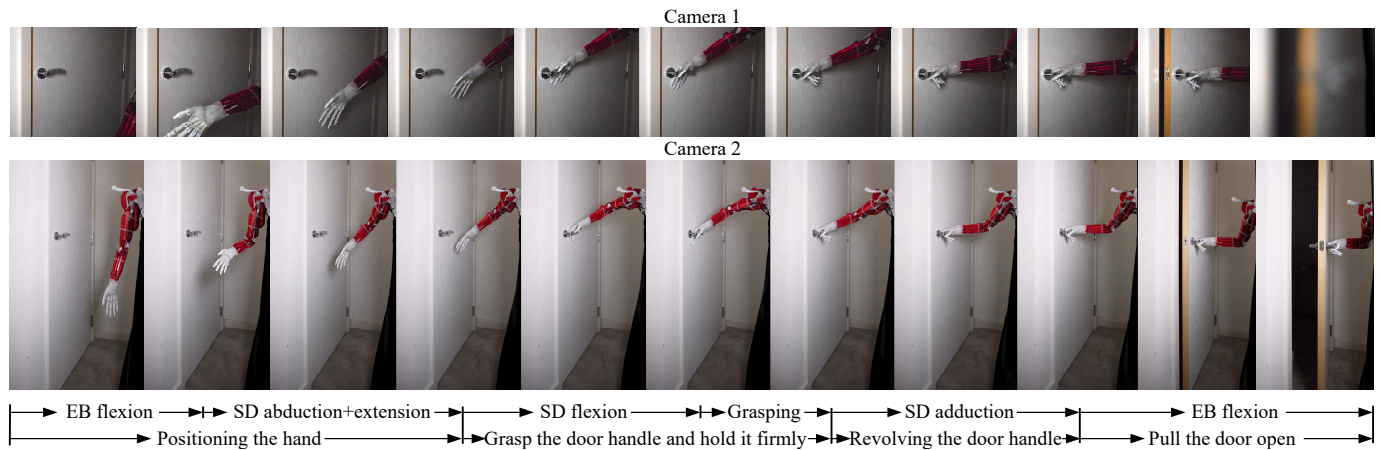 Camera 1
Camera 2
EB flexion SD abduction+extension SD flexion Grasping SD adduction EB flexion
Positioning the hand Grasp the door handle and hold it firmly Revolving the door handle Pull the door open